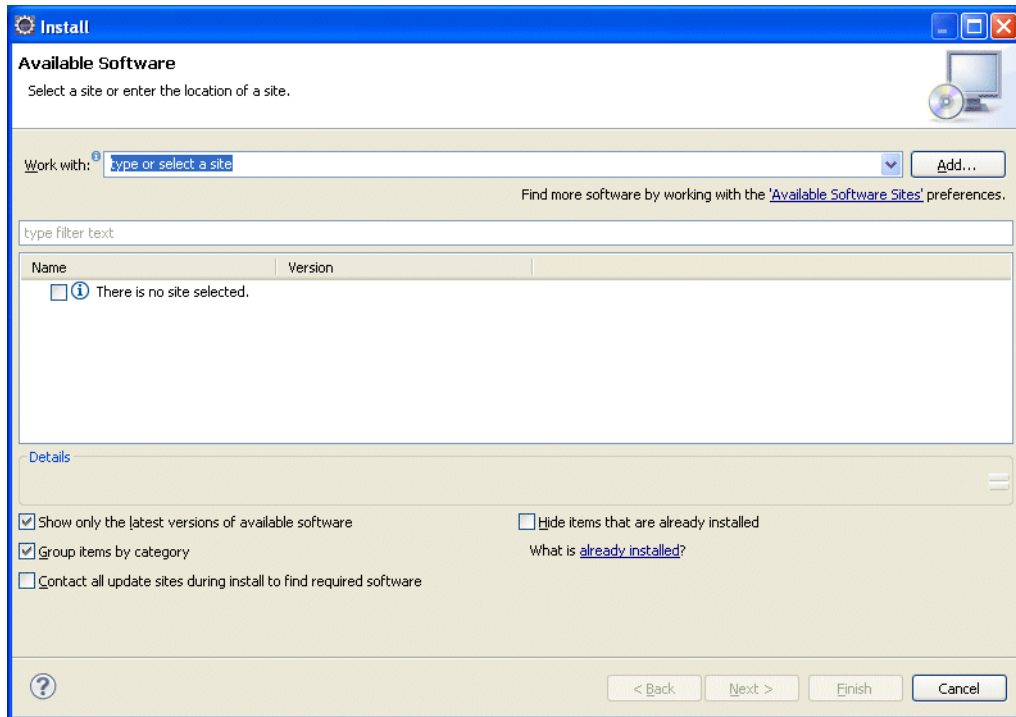 Install
Available Software
Select a site or enter the location of a site.
Work with: type or select a site Add...
Find more software by working with the 'Available Software Sites' preferences.
type filter text
Name Version
There is no site selected.
Details
Show only the latest versions of available software Hide items that are already installed
Group items by category What is already installed?
Contact all update sites during install to find required software
< Back Next > Finish Cancel